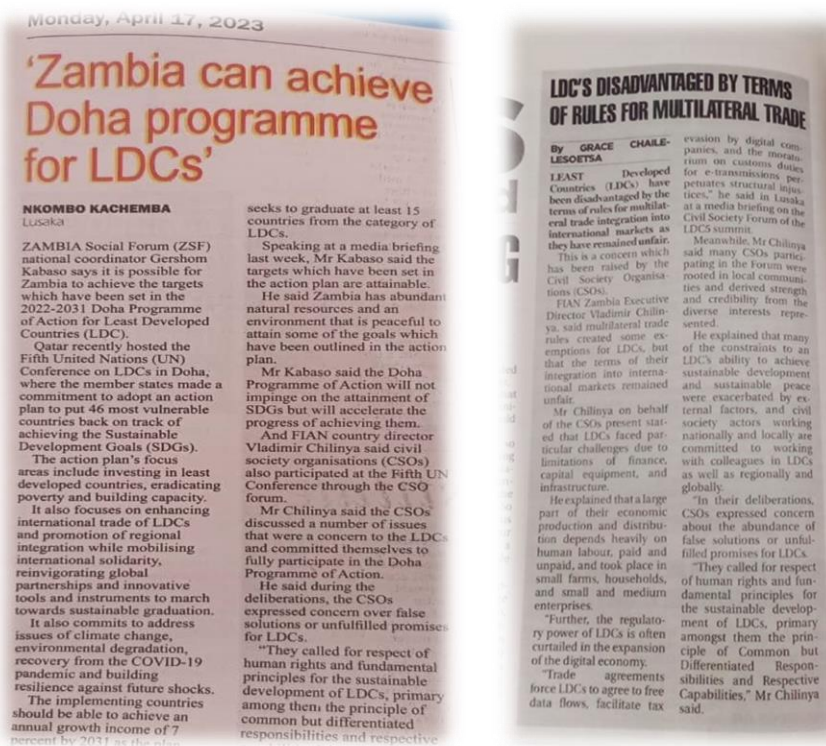 Monday, April 17, 2023
‘Zambia can achieve
Doha programme
for LDCs’
NKOMBO KACHEMBA
Lusaka
ZAMBIA Social Forum (ZSF)
national coordinator Gershom
Kabaso says it is possible for
Zambia to achieve the targets
which have been set in the
2022-2031 Doha Programme
of Action for Least Developed
Countries (LDC).
Qatar recently hosted the
Fifth United Nations (UN)
Conference on LDCs in Doha,
where the member states made a
commitment to adopt an action
plan to put 46 most vulnerable
countries back on track of
achieving the Sustainable
Development Goals (SDGs).
The action plan's focus
areas include investing in least
developed countries, eradicating
poverty and building capacity.
It also focuses on enhancing
international trade of LDCs
and promotion of regional
integration while mobilising
international solidarity,
reinvigorating global
partnerships and innovative
tools and instruments to march
towards sustainable graduation.
It also commits to address
issues of climate change,
environmental degradation,
recovery from the COVID-19
pandemic and building
resilience against future shocks.
The implementing countries
should be able to achieve an
annual growth income of 7
percent by 2031 as the plan
seeks to graduate at least 15
countries from the category of
LDCs.
Speaking at a media briefing
last week, Mr Kabaso said the
targets which have been set in
the action plan are attainable.
He said Zambia has abundant
natural resources and an
environment that is peaceful to
attain some of the goals which
have been outlined in the action
plan.
Mr Kabaso said the Doha
Programme of Action will not
impinge on the attainment of
SDGs but will accelerate the
progress of achieving them.
And FIAN country director
Vladimir Chilinya said civil
society organisations (CSOs)
also participated at the Fifth UN
Conference through the CSO
forum.
Mr Chilinya said the CSOs
discussed a number of issues
that were a concern to the LDCs
and committed themselves to
fully participate in the Doha
Programme of Action.
He said during the
deliberations, the CSOs
expressed concern over false
solutions or unfulfilled promises
for LDCs.
“They called for respect of
human rights and fundamental
principles for the sustainable
development of LDCs, primary
among them the principle of
common but differentiated
responsibilities and respective
LDC'S DISADVANTAGED BY TERMS
OF RULES FOR MULTILATERAL TRADE
By GRACE CHAILE-
LESOETSA
LEAST Developed
Countries (LDCs) have
been disadvantaged by the
terms of rules for multilat-
eral trade integration into
international markets as
they have remained unfair.
This is a concern which
has been raised by the
Civil Society Organisa-
tions (CSOs).
FIAN Zambia Executive
Director Vladimir Chilin-
ya, said multilateral trade
rules created some ex-
emptions for LDCs, but
that the terms of their
integration into interna-
tional markets remained
unfair.
Mr Chilinya on behalf
of the CSOs present stat-
ed that LDCs faced par-
ticular challenges due to
limitations of finance,
capital equipment, and
infrastructure.
He explained that a large
part of their economic
production and distribu-
tion depends heavily on
human labour, paid and
unpaid, and took place in
small farms, households,
and small and medium
enterprises.
“Further, the regulato-
ry power of LDCs is often
curtailed in the expansion
of the digital economy.
“Trade agreements
force LDCs to agree to free
data flows, facilitate tax
evasion by digital com-
panies, and the morato-
rium on customs duties
for e-transmissions per-
petuates structural injus-
tices,” he said in Lusaka
at a media briefing on the
Civil Society Forum of the
LDC5 summit.
Meanwhile, Mr Chilinya
said many CSOs partici-
pating in the Forum were
rooted in local communi-
ties and derived strength
and credibility from the
diverse interests repre-
sented.
He explained that many
of the constraints to an
LDC's ability to achieve
sustainable development
and sustainable peace
were exacerbated by ex-
ternal factors, and civil
society actors working
nationally and locally are
committed to working
with colleagues in LDCs
as well as regionally and
globally.
“In their deliberations,
CSOs expressed concern
about the abundance of
false solutions or unful-
filled promises for LDCs.
“They called for respect
of human rights and fun-
damental principles for
the sustainable develop-
ment of LDCs, primary
amongst them the prin-
ciple of Common but
Differentiated Respon-
sibilities and Respective
Capabilities,” Mr Chilinya
said.